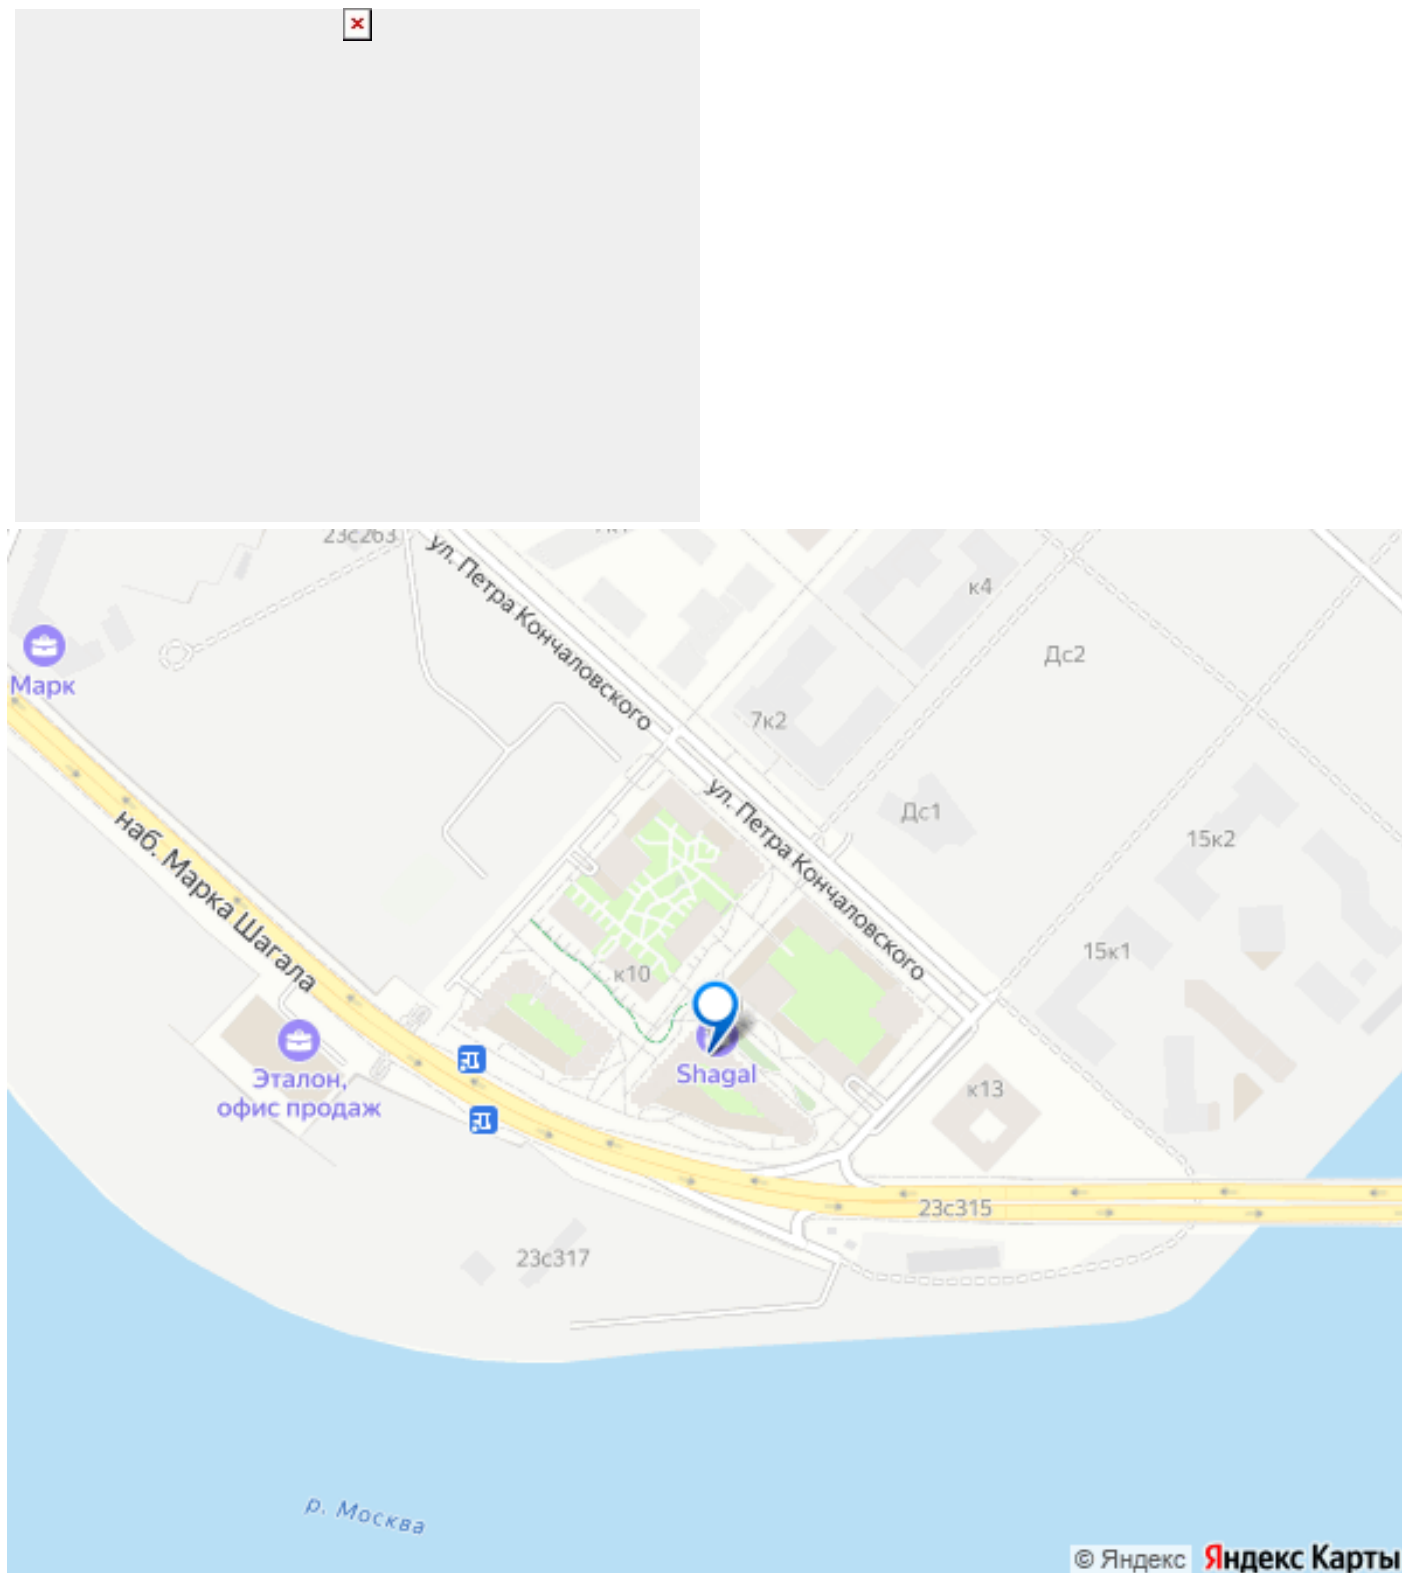 23с263
ул. Петра Кончаловского
к4
Дс2
Марк
7к2
ул. Петра Кончаловского
Дс1
15к2
наб. Марка Шагала
15к1
к10
Shagal
Эталон,
офис продаж
к13
23с315
23с317
р. Москва
© Яндекс Яндекс Карты